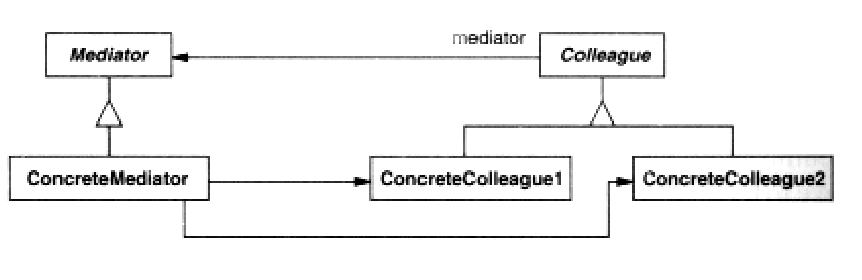 mediator
Mediator
Colleague
ConcreteMediator
ConcreteColleague1
ConcreteColleague2